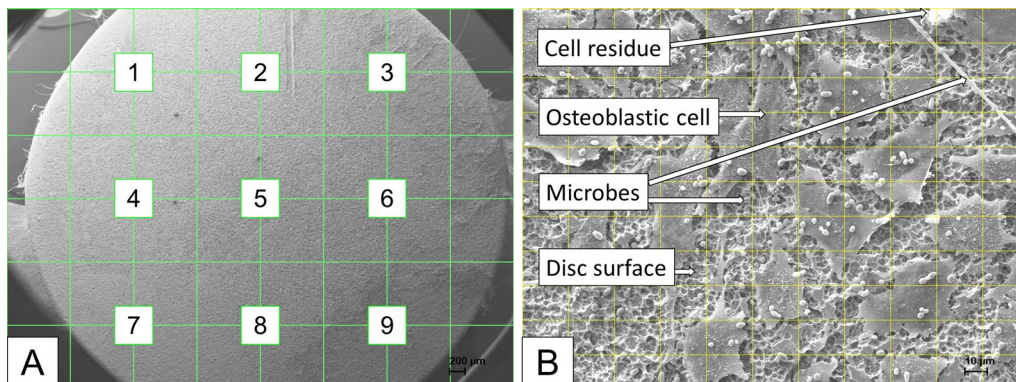 1
2
3
4
5
6
7
8
9
A
200 µm
Cell residue
Osteoblastic cell
Microbes
Disc surface
B
10 µm